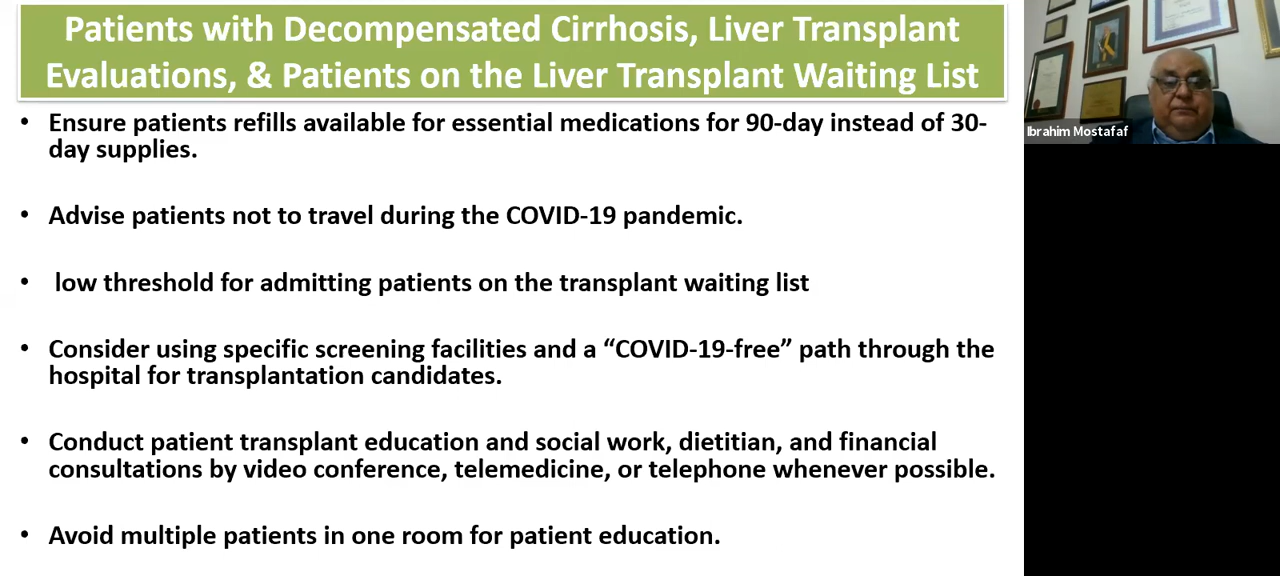 Patients with Decompensated Cirrhosis, Liver Transplant
Evaluations, & Patients on the Liver Transplant Waiting List
• Ensure patients refills available for essential medications for 90-day instead of 30-
day supplies.
• Advise patients not to travel during the COVID-19 pandemic.
• low threshold for admitting patients on the transplant waiting list
• Consider using specific screening facilities and a “COVID-19-free” path through the
hospital for transplantation candidates.
• Conduct patient transplant education and social work, dietitian, and financial
consultations by video conference, telemedicine, or telephone whenever possible.
• Avoid multiple patients in one room for patient education.
Ibrahim Mostafaf